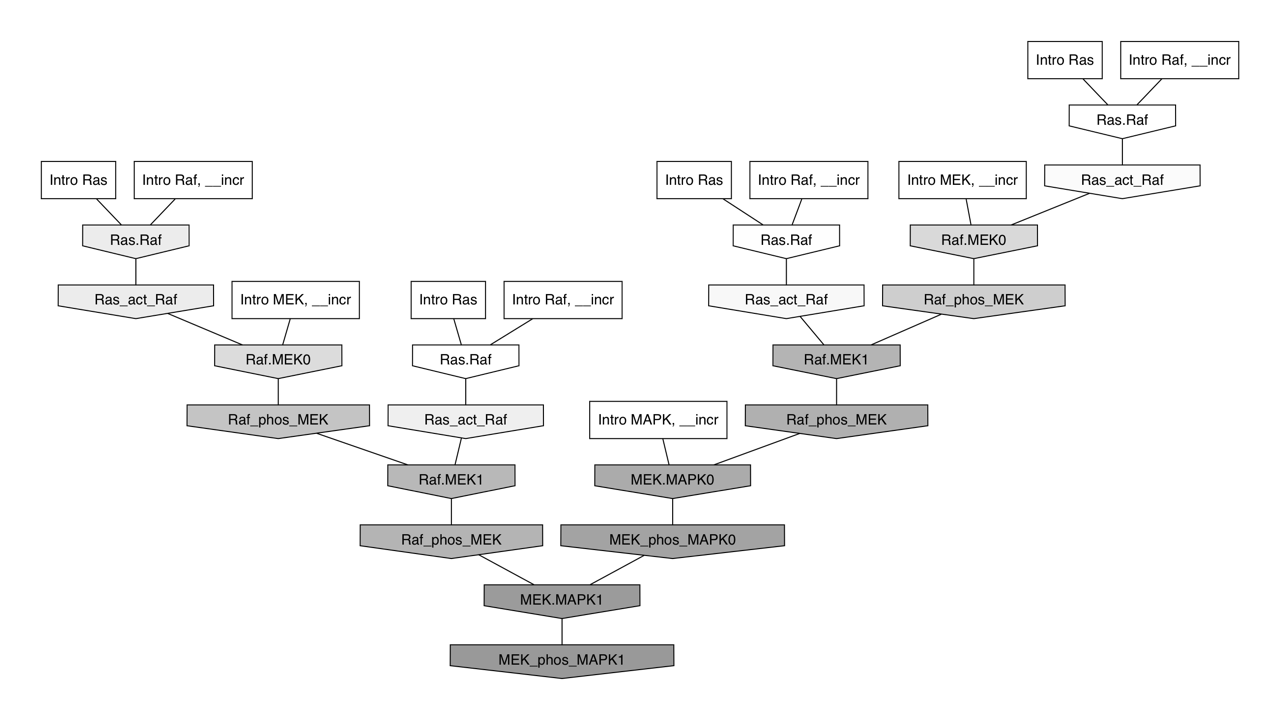 Intro Ras
Intro Raf, __incr
Ras.Raf
Intro Ras
Intro Raf, __incr
Intro Ras
Intro Raf, __incr
Intro MEK, __incr
Ras_act_Raf
Ras.Raf
Ras.Raf
Raf.MEK0
Ras_act_Raf
Intro MEK, __incr
Intro Ras
Intro Raf, __incr
Ras_act_Raf
Raf_phos_MEK
Raf.MEK0
Ras.Raf
Raf.MEK1
Raf_phos_MEK
Ras_act_Raf
Intro MAPK, __incr
Raf_phos_MEK
Raf.MEK1
MEK.MAPK0
Raf_phos_MEK
MEK_phos_MAPK0
MEK.MAPK1
MEK_phos_MAPK1